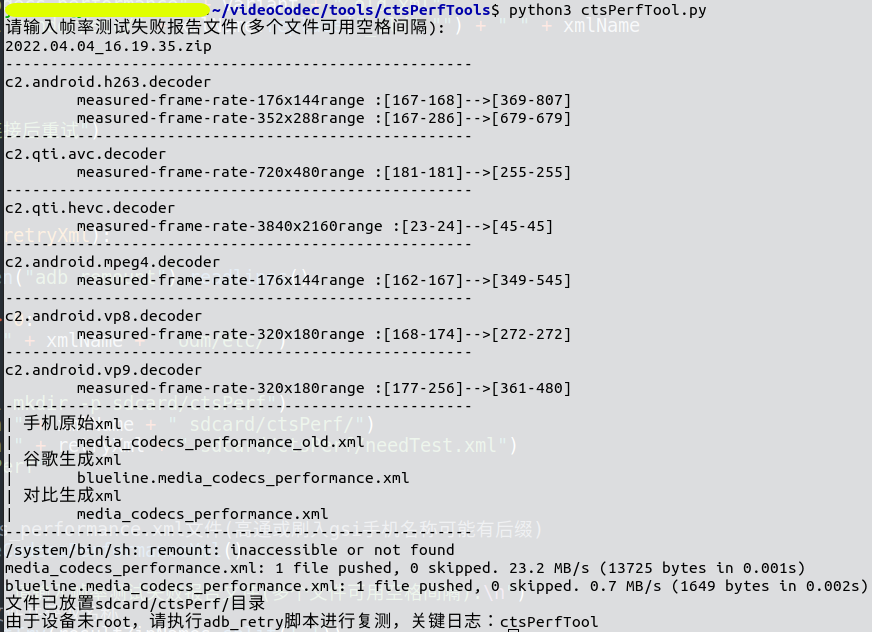 ~/videoCodec/tools/ctsPerfTools$ python3 ctsPerfTool.py
请输入帧率测试失败报告文件(多个文件可用空格间隔):
2022.04.04_16.19.35.zip
----------------------------------------------------
c2.android.h263.decoder
measured-frame-rate-176x144range :[167-168]-->[369-807]
measured-frame-rate-352x288range :[167-286]-->[679-679]
----------------------------------------------------
c2.qti.avc.decoder
measured-frame-rate-720x480range :[181-181]-->[255-255]
----------------------------------------------------
c2.qti.hevc.decoder
measured-frame-rate-3840x2160range :[23-24]-->[45-45]
----------------------------------------------------
c2.android.mpeg4.decoder
measured-frame-rate-176x144range :[162-167]-->[349-545]
----------------------------------------------------
c2.android.vp8.decoder
measured-frame-rate-320x180range :[168-174]-->[272-272]
----------------------------------------------------
c2.android.vp9.decoder
measured-frame-rate-320x180range :[177-256]-->[361-480]
----------------------------------------------------
| 手机原始xml
| media_codecs_performance_old.xml
| 谷歌生成xml
| blueline.media_codecs_performance.xml
| 对比生成xml
| media_codecs_performance.xml
----------------------------------------------------
/system/bin/sh: remount: inaccessible or not found
media_codecs_performance.xml: 1 file pushed, 0 skipped. 23.2 MB/s (13725 bytes in 0.001s)
blueline.media_codecs_performance.xml: 1 file pushed, 0 skipped. 0.7 MB/s (1649 bytes in 0.002s)
文件已放置sdcard/ctsPerf/目录
由于设备未root，请执行adb_retry脚本进行复测，关键日志：ctsPerfTool